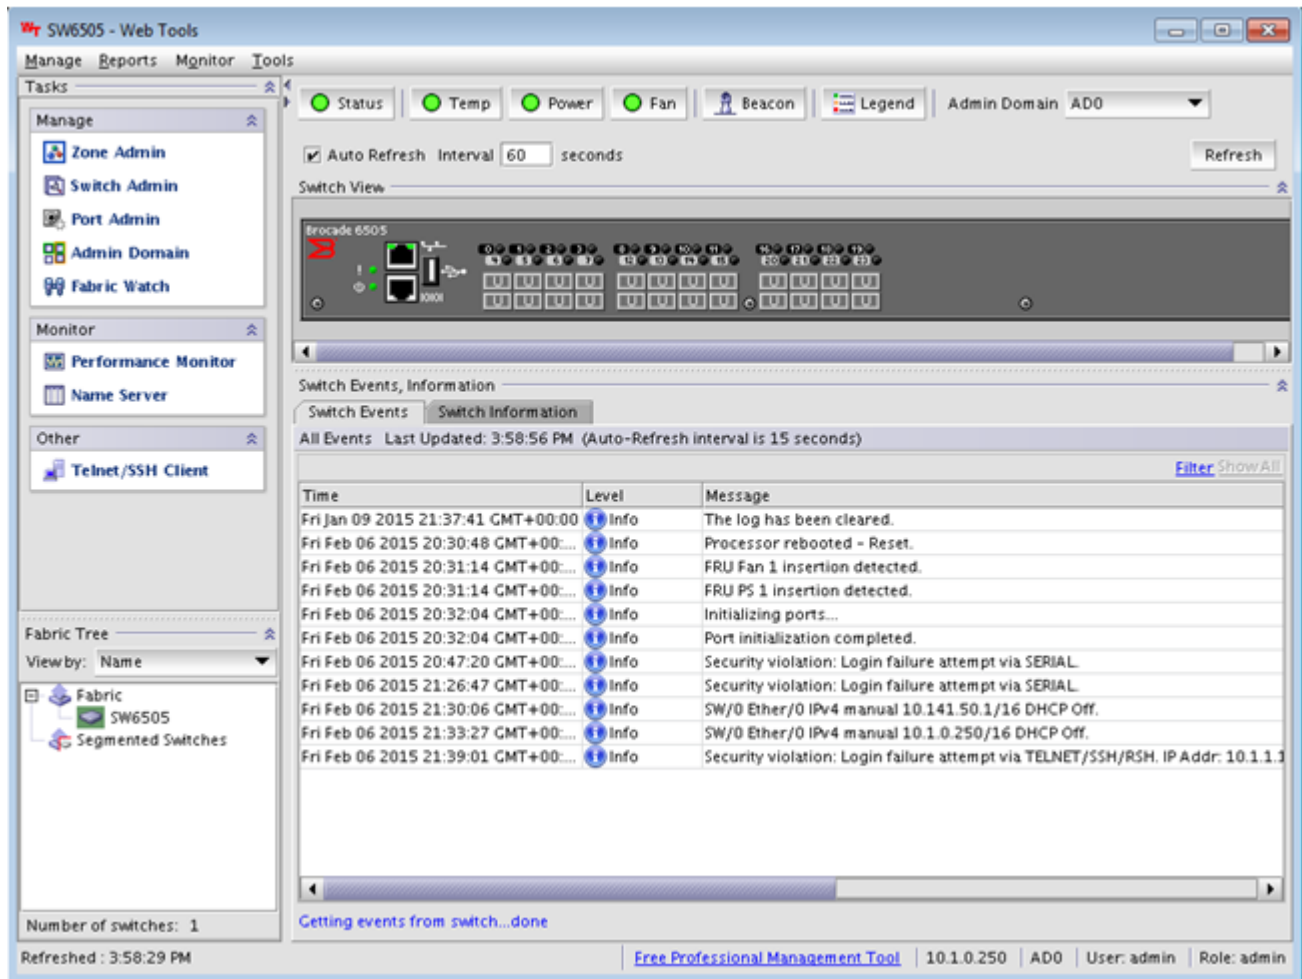 SW6505 - Web Tools
Manage Reports Monitor Tools
Tasks
Manage
Zone Admin
Switch Admin
Port Admin
Admin Domain
Fabric Watch
Monitor
Performance Monitor
Name Server
Other
Telnet/SSH Client
Fabric Tree
View by: Name
Fabric
SW6505
Segmented Switches
Number of switches: 1
Status Temp Power Fan Beacon Legend Admin Domain AD0
Auto Refresh Interval 60 seconds Refresh
Switch View
Brocade 6505
Switch Events, Information
Switch Events Switch Information
All Events Last Updated: 3:58:56 PM (Auto-Refresh interval is 15 seconds)
Filter Show All
Time Level Message
Fri Jan 09 2015 21:37:41 GMT+00:00 Info The log has been cleared.
Fri Feb 06 2015 20:30:48 GMT+00:... Info Processor rebooted - Reset.
Fri Feb 06 2015 20:31:14 GMT+00:... Info FRU Fan 1 insertion detected.
Fri Feb 06 2015 20:31:14 GMT+00:... Info FRU PS 1 insertion detected.
Fri Feb 06 2015 20:32:04 GMT+00:... Info Initializing ports...
Fri Feb 06 2015 20:32:04 GMT+00:... Info Port initialization completed.
Fri Feb 06 2015 20:47:20 GMT+00:... Info Security violation: Login failure attempt via SERIAL.
Fri Feb 06 2015 21:26:47 GMT+00:... Info Security violation: Login failure attempt via SERIAL.
Fri Feb 06 2015 21:30:06 GMT+00:... Info SW/0 Ether/0 IPv4 manual 10.141.50.1/16 DHCP Off.
Fri Feb 06 2015 21:33:27 GMT+00:... Info SW/0 Ether/0 IPv4 manual 10.1.0.250/16 DHCP Off.
Fri Feb 06 2015 21:39:01 GMT+00:... Info Security violation: Login failure attempt via TELNET/SSH/RSH. IP Addr: 10.1.1.1
Getting events from switch...done
Refreshed : 3:58:29 PM Free Professional Management Tool 10.1.0.250 AD0 User: admin Role: admin